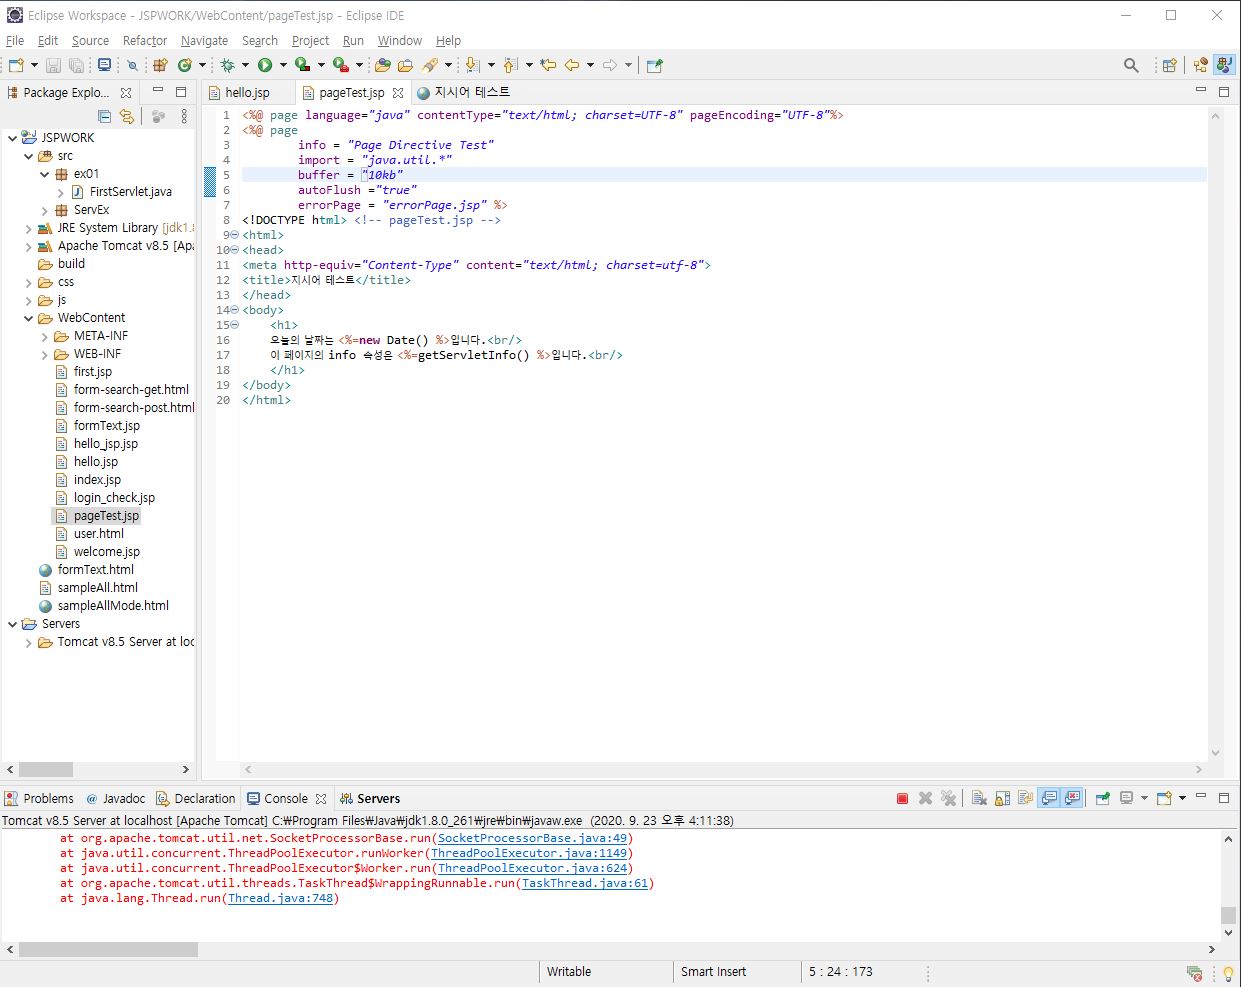 Eclipse Workspace - JSPWORK/WebContent/pageTest.jsp - Eclipse IDE
File Edit Source Refactor Navigate Search Project Run Window Help
Package Explo...
hello.jsp pageTest.jsp 지시어 테스트
JSPWORK
src
ex01
FirstServlet.java
ServEx
JRE System Library [jdk1.8
Apache Tomcat v8.5 [Apa
build
css
js
WebContent
META-INF
WEB-INF
first.jsp
form-search-get.html
form-search-post.html
formText.jsp
hello_jsp.jsp
hello.jsp
index.jsp
login_check.jsp
pageTest.jsp
user.html
welcome.jsp
formText.html
sampleAll.html
sampleAllMode.html
Servers
Tomcat v8.5 Server at loc
1 <%@ page language="java" contentType="text/html; charset=UTF-8" pageEncoding="UTF-8"%>
2 <%@ page
3 info = "Page Directive Test"
4 import = "java.util.*"
5 buffer = "10kb"
6 autoFlush ="true"
7 errorPage = "errorPage.jsp" %>
8 <!DOCTYPE html> <!-- pageTest.jsp -->
9 <html>
10 <head>
11 <meta http-equiv="Content-Type" content="text/html; charset=utf-8">
12 <title>지시어 테스트</title>
13 </head>
14 <body>
15 <h1>
16 오늘의 날짜는 <%=new Date() %>입니다.<br/>
17 이 페이지의 info 속성은 <%=getServletInfo() %>입니다.<br/>
18 </h1>
19 </body>
20 </html>
Problems @ Javadoc Declaration Console Servers
Tomcat v8.5 Server at localhost [Apache Tomcat] C:₩Program Files₩Java₩jdk1.8.0_261₩jre₩bin₩javaw.exe (2020. 9. 23 오후 4:11:38)
at org.apache.tomcat.util.net.SocketProcessorBase.run(SocketProcessorBase.java:49)
at java.util.concurrent.ThreadPoolExecutor.runWorker(ThreadPoolExecutor.java:1149)
at java.util.concurrent.ThreadPoolExecutor$Worker.run(ThreadPoolExecutor.java:624)
at org.apache.tomcat.util.threads.TaskThread$WrappingRunnable.run(TaskThread.java:61)
at java.lang.Thread.run(Thread.java:748)
Writable Smart Insert 5 : 24 : 173